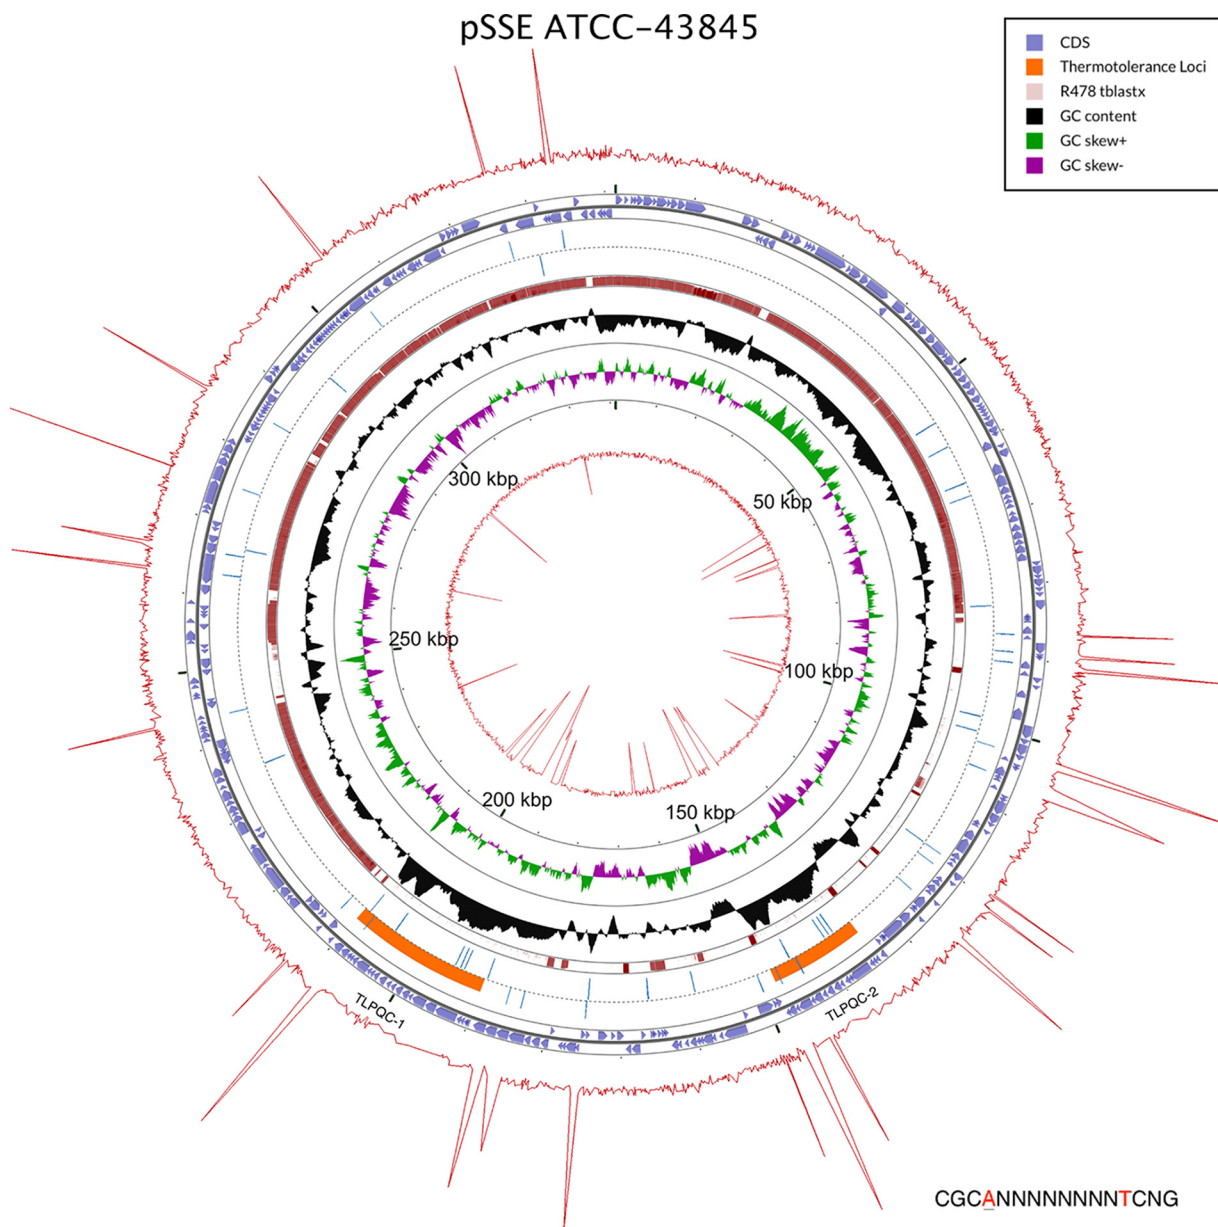 pSSE ATCC-43845
CDS
Thermotolerance Loci
R478 tblastx
GC content
GC skew+
GC skew-
300 kbp
50 kbp
250 kbp
100 kbp
200 kbp
150 kbp
TLPQC-1
TLPQC-2
CGCANNNNNNNNNTCNG